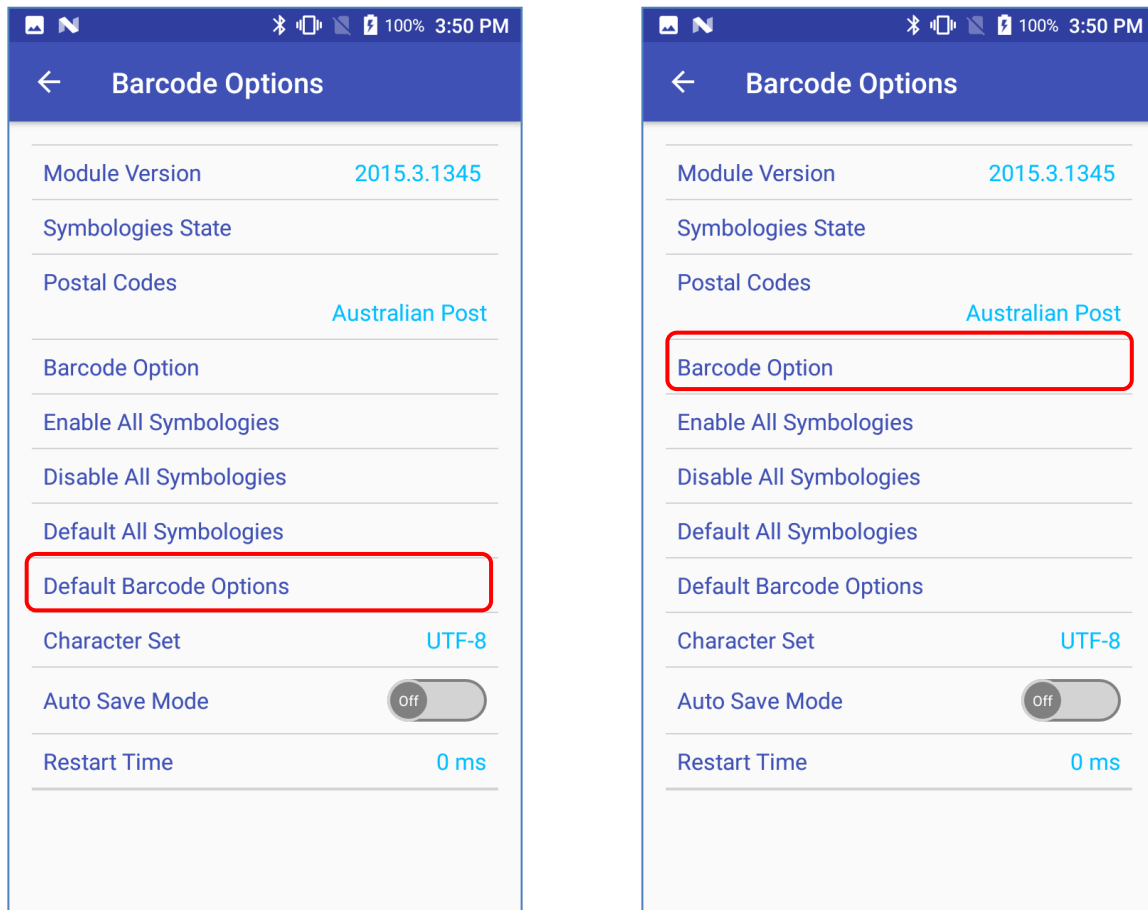 100% 3:50 PM
Barcode Options
Module Version 2015.3.1345
Symbologies State
Postal Codes
Australian Post
Barcode Option
Enable All Symbologies
Disable All Symbologies
Default All Symbologies
Default Barcode Options
Character Set UTF-8
Auto Save Mode Off
Restart Time 0 ms
100% 3:50 PM
Barcode Options
Module Version 2015.3.1345
Symbologies State
Postal Codes
Australian Post
Barcode Option
Enable All Symbologies
Disable All Symbologies
Default All Symbologies
Default Barcode Options
Character Set UTF-8
Auto Save Mode Off
Restart Time 0 ms